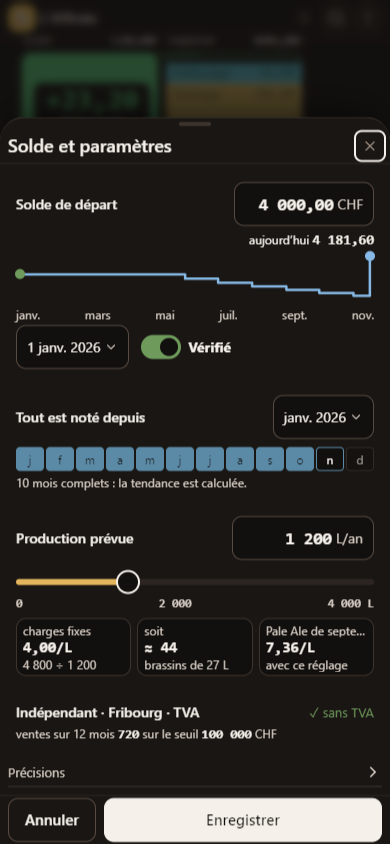 Solde et paramètres
Solde de départ
4 000,00 CHF
aujourd'hui 4 181,60
janv. mars mai juil. sept. nov.
1 janv. 2026
Vérifié
Tout est noté depuis
janv. 2026
j f m a m j j a s o n d
10 mois complets : la tendance est calculée.
Production prévue
1 200 L/an
0 2 000 4 000 L
charges fixes
4,00/L
4 800 ÷ 1 200
soit
≈ 44
brassins de 27 L
Pale Ale de septe...
7,36/L
avec ce réglage
Indépendant · Fribourg · TVA
✓ sans TVA
ventes sur 12 mois 720 sur le seuil 100 000 CHF
Précisions
Annuler
Enregistrer